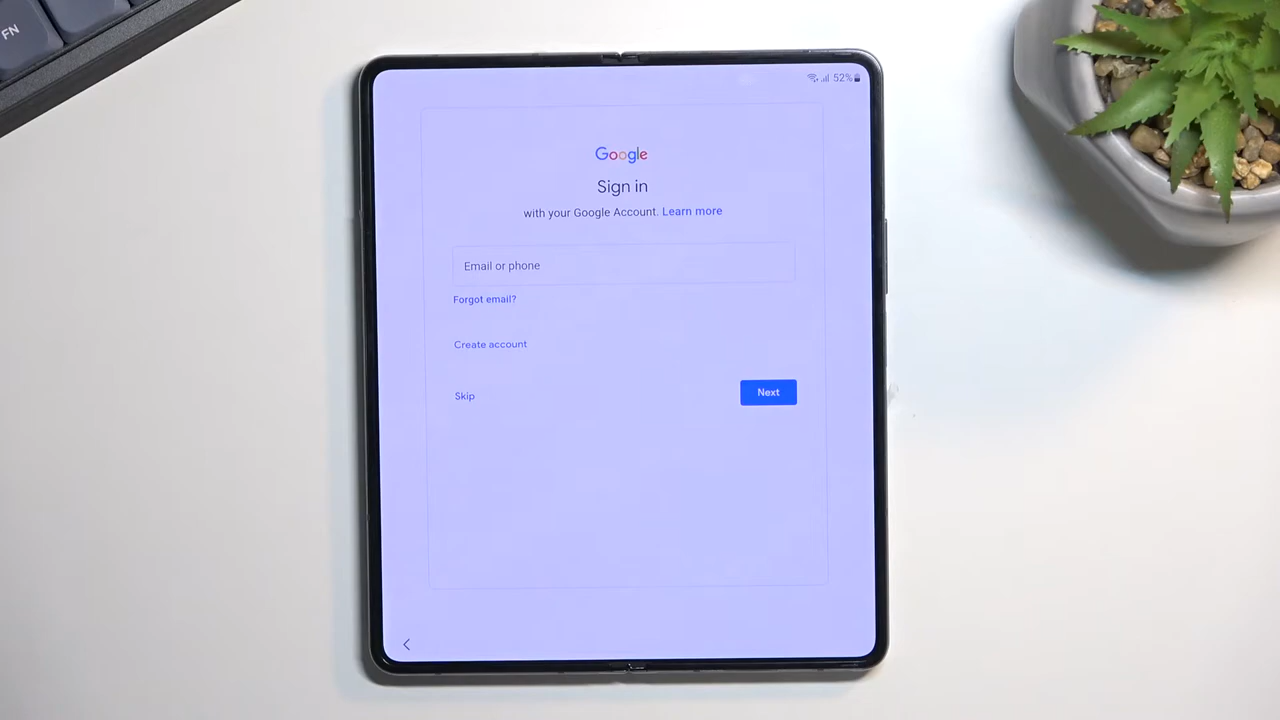 FN
52%
Google
Sign in
with your Google Account. Learn more
Email or phone
Forgot email?
Create account
Skip
Next